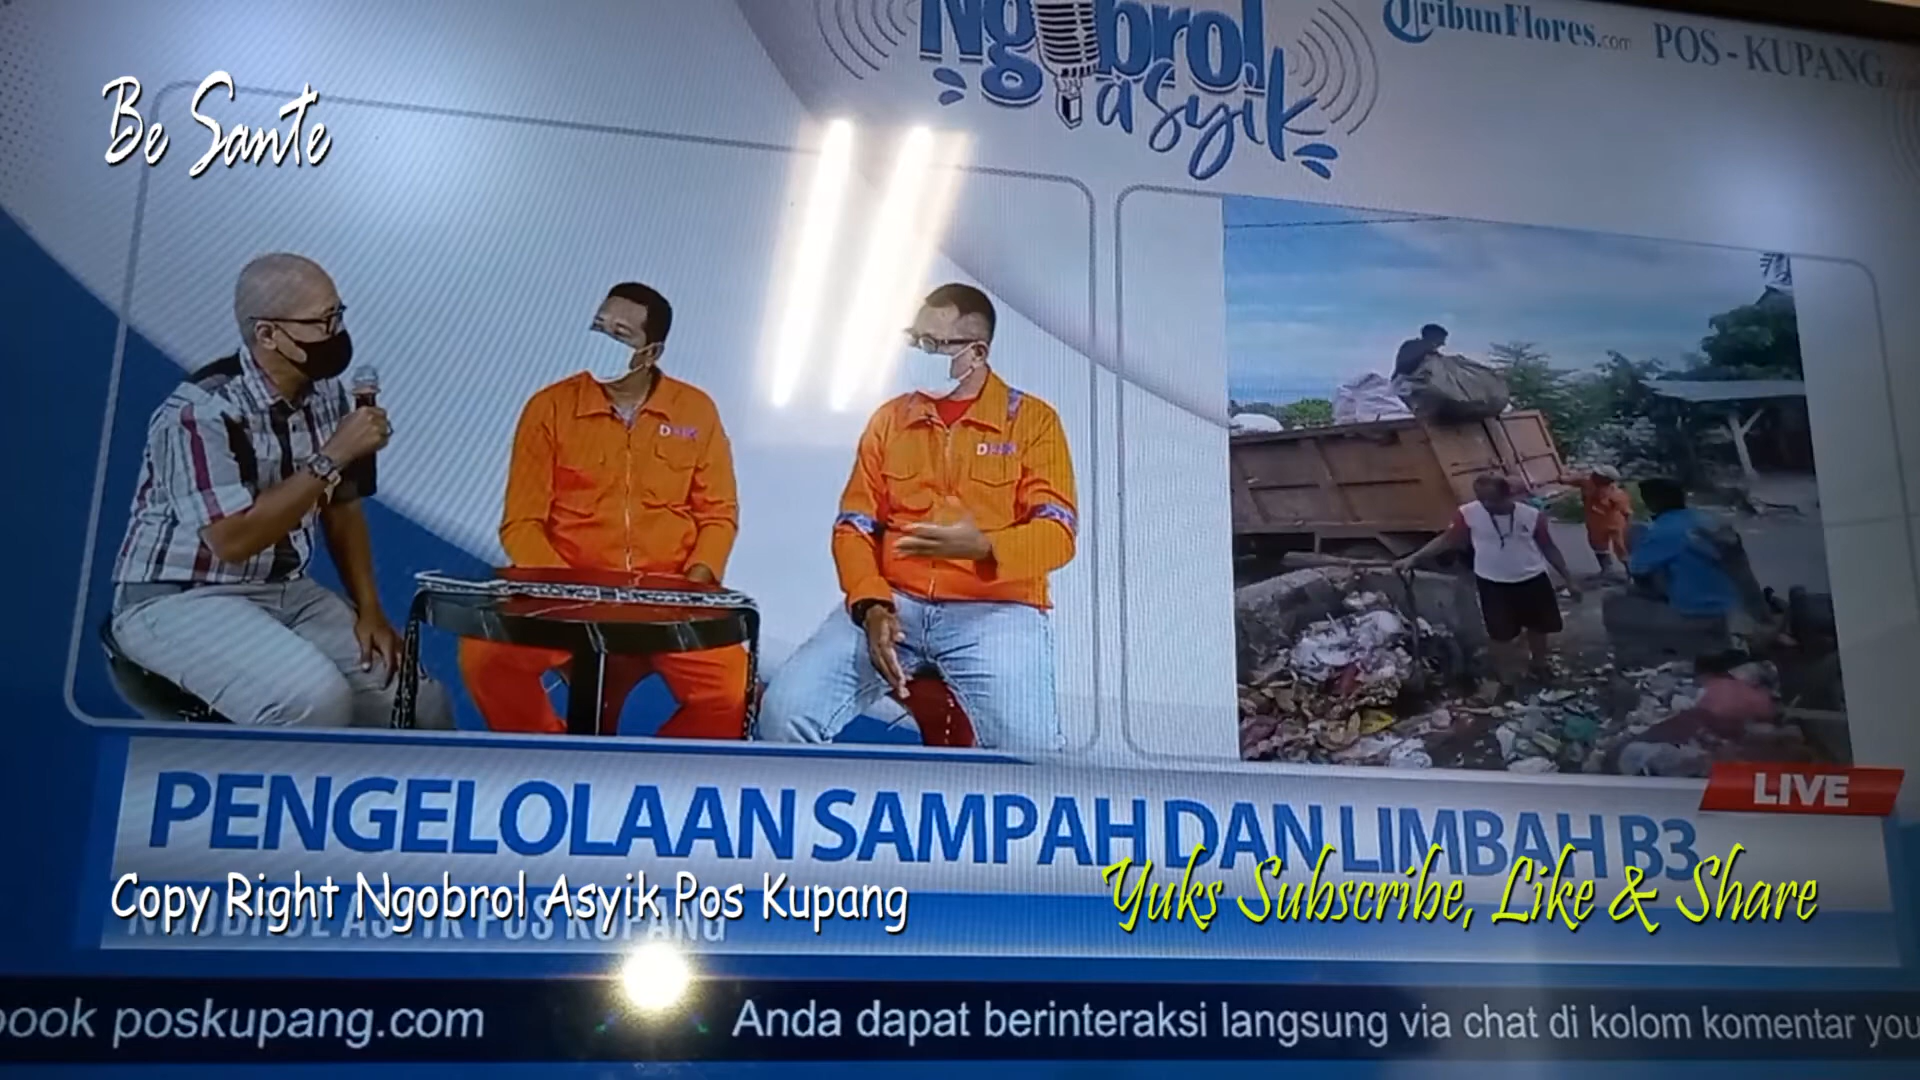 Ngobrol
asyik
TribunFlores.com
POS - KUPANG
Be Sante
LIVE
PENGELOLAAN SAMPAH DAN LIMBAH B3
Copy Right Ngobrol Asyik Pos Kupang
Yuks Subscribe, Like & Share
NGOBROL ASYIK POS KUPANG
ook poskupang.com
Anda dapat berinteraksi langsung via chat di kolom komentar you